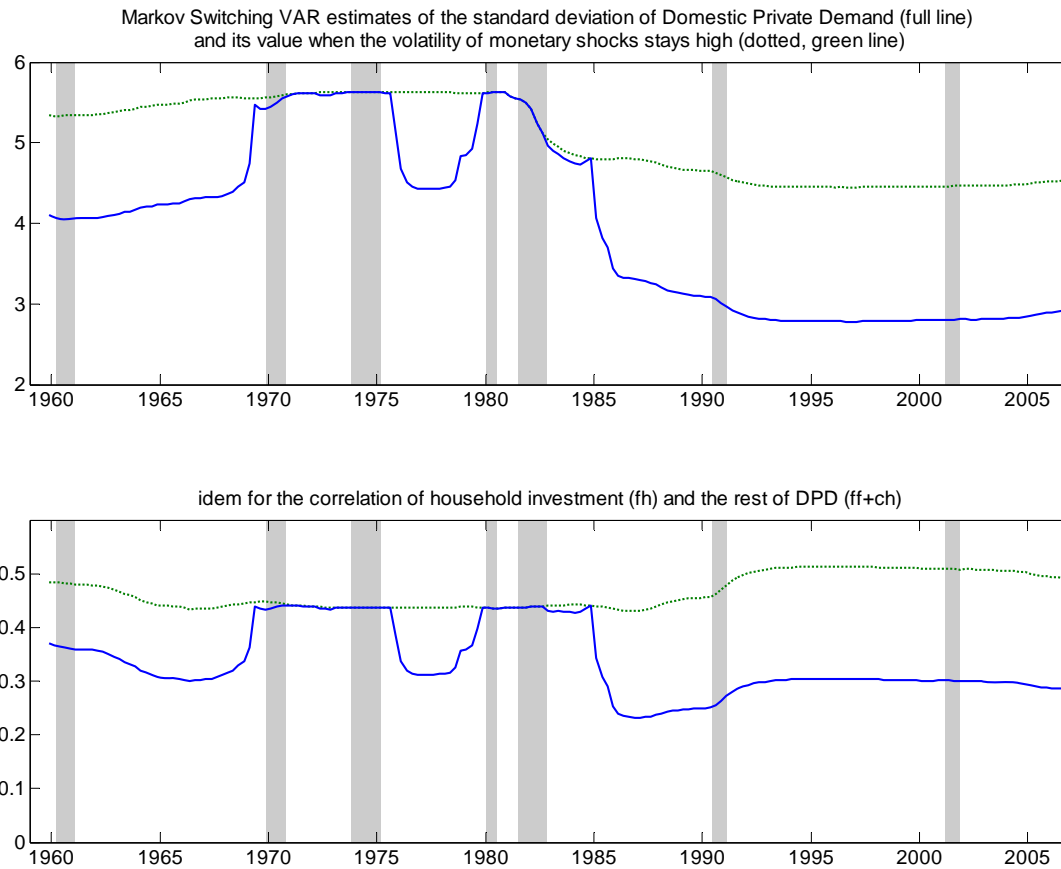 Markov Switching VAR estimates of the standard deviation of Domestic Private Demand (full line)
and its value when the volatility of monetary shocks stays high (dotted, green line)
6
5
4
3
2
1960 1965 1970 1975 1980 1985 1990 1995 2000 2005
idem for the correlation of household investment (fh) and the rest of DPD (ff+ch)
0.5
0.4
0.3
0.2
0.1
0
1960 1965 1970 1975 1980 1985 1990 1995 2000 2005